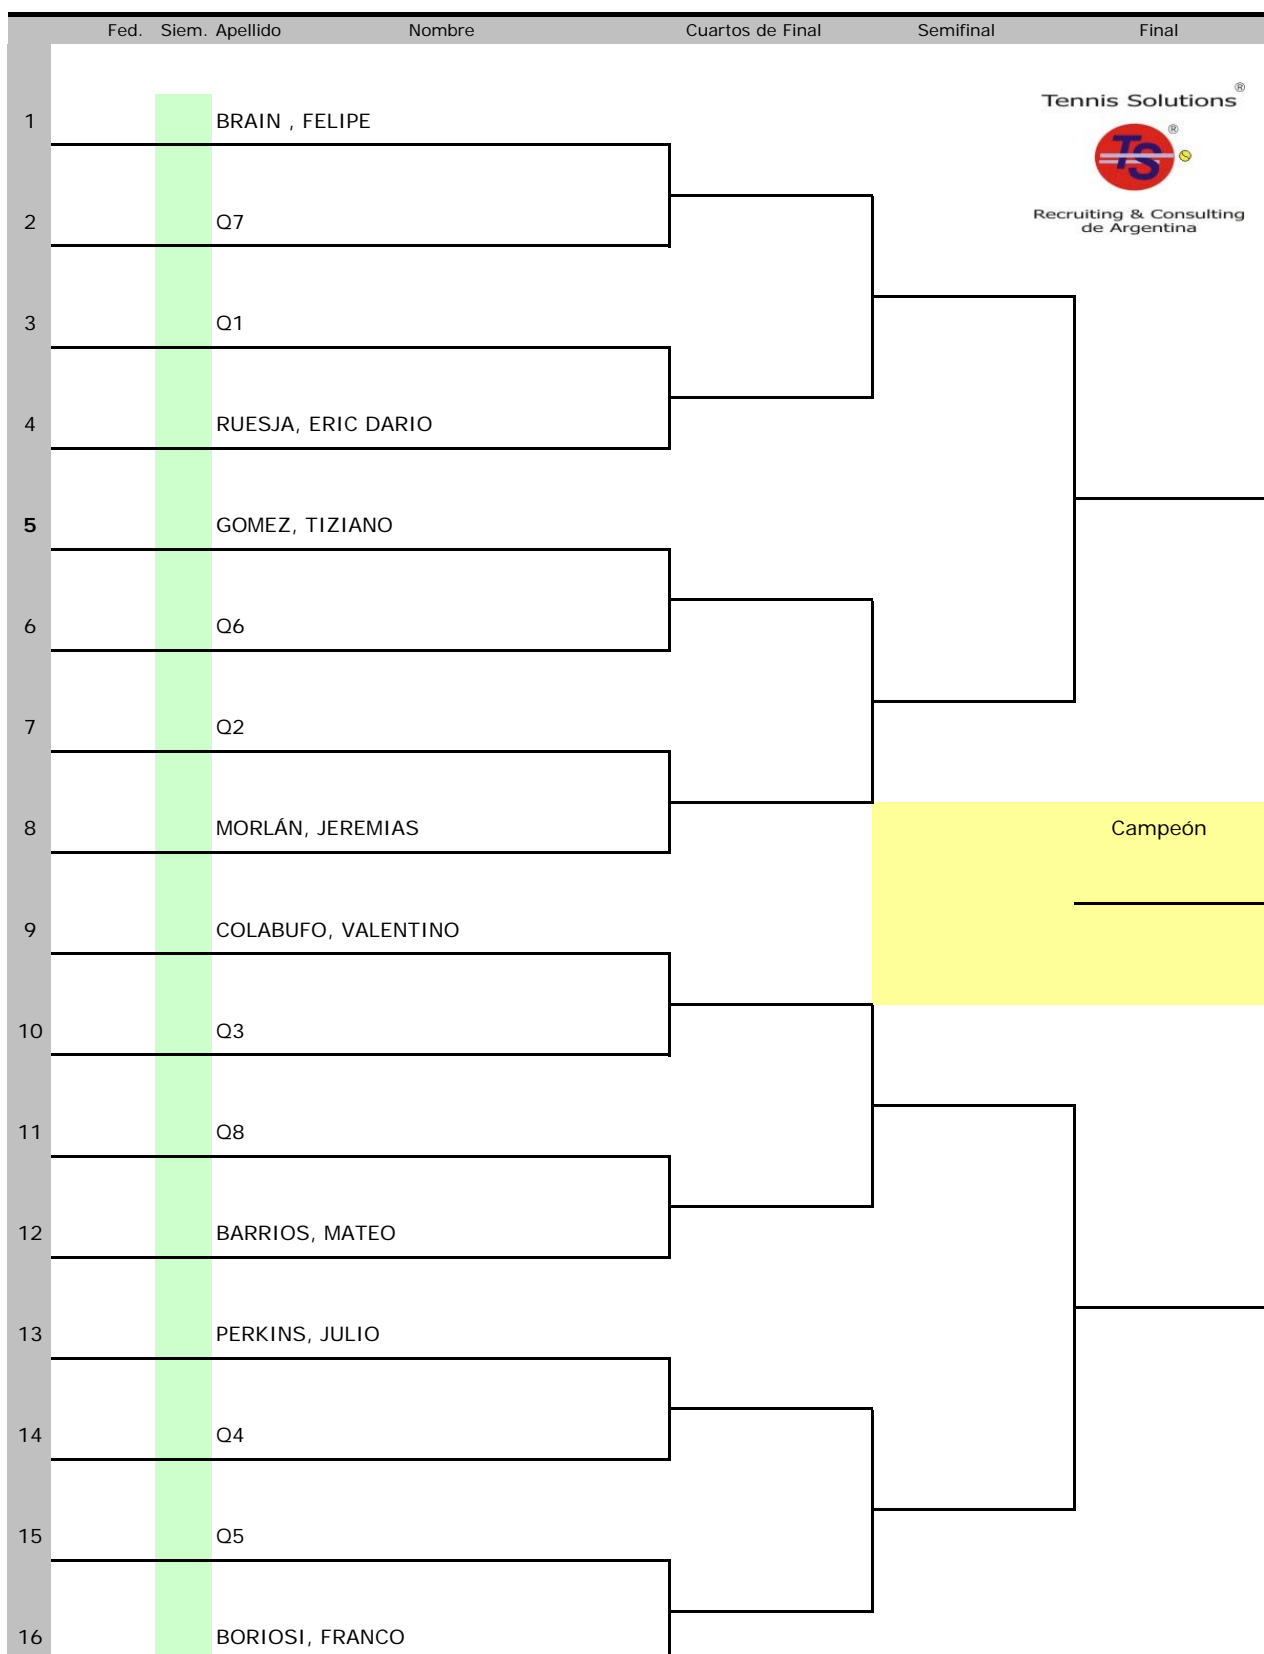 Fed. Siem. Apellido Nombre Cuartos de Final Semifinal Final
Tennis Solutions ®
TS ®
Recruiting & Consulting
de Argentina
1 BRAIN , FELIPE
2 Q7
3 Q1
4 RUESJA, ERIC DARIO
5 GOMEZ, TIZIANO
6 Q6
7 Q2
8 MORLÁN, JEREMIAS Campeón
9 COLABUFO, VALENTINO
10 Q3
11 Q8
12 BARRIOS, MATEO
13 PERKINS, JULIO
14 Q4
15 Q5
16 BORIOSI, FRANCO